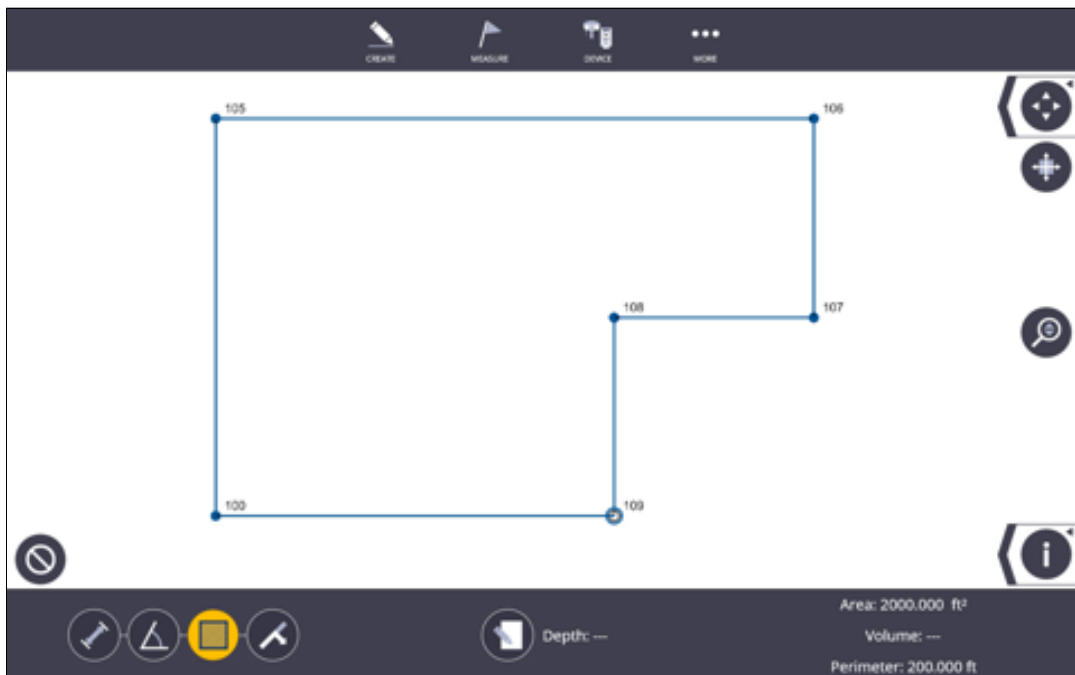 CREATE
MEASURE
DEVICE
MORE
105
106
108
107
100
109
Depth: ---
Area: 2000.000 ft²
Volume: ---
Perimeter: 200.000 ft